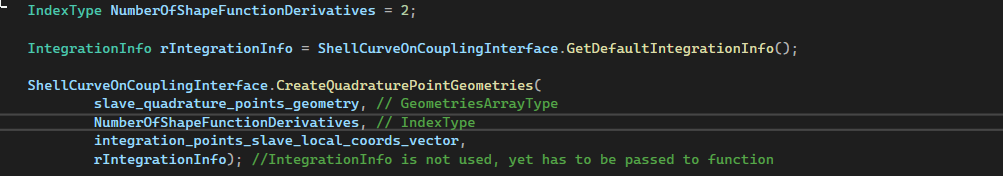 IndexType NumberOfShapeFunctionDerivatives = 2;
IntegrationInfo rIntegrationInfo = ShellCurveOnCouplingInterface.GetDefaultIntegrationInfo();
ShellCurveOnCouplingInterface.CreateQuadraturePointGeometries(
slave_quadrature_points_geometry, // GeometriesArrayType
NumberOfShapeFunctionDerivatives, // IndexType
integration_points_slave_local_coords_vector,
rIntegrationInfo); //IntegrationInfo is not used, yet has to be passed to function